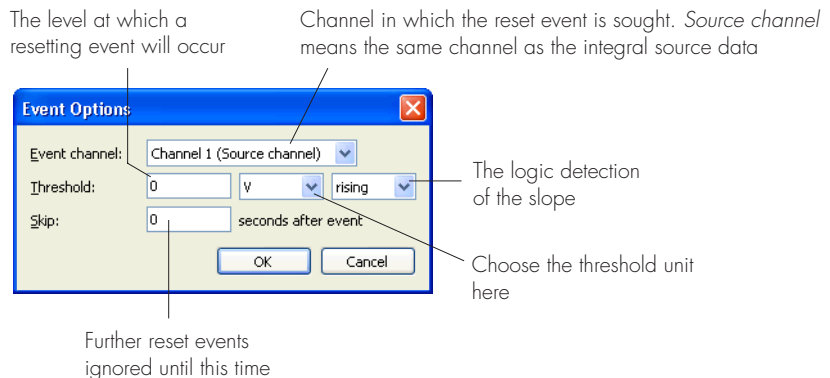 The level at which a
resetting event will occur
Channel in which the reset event is sought. Source channel
means the same channel as the integral source data
Event Options
Event channel: Channel 1 (Source channel)
Threshold: 0 V rising
Skip: 0 seconds after event
OK Cancel
The logic detection
of the slope
Choose the threshold unit
here
Further reset events
ignored until this time